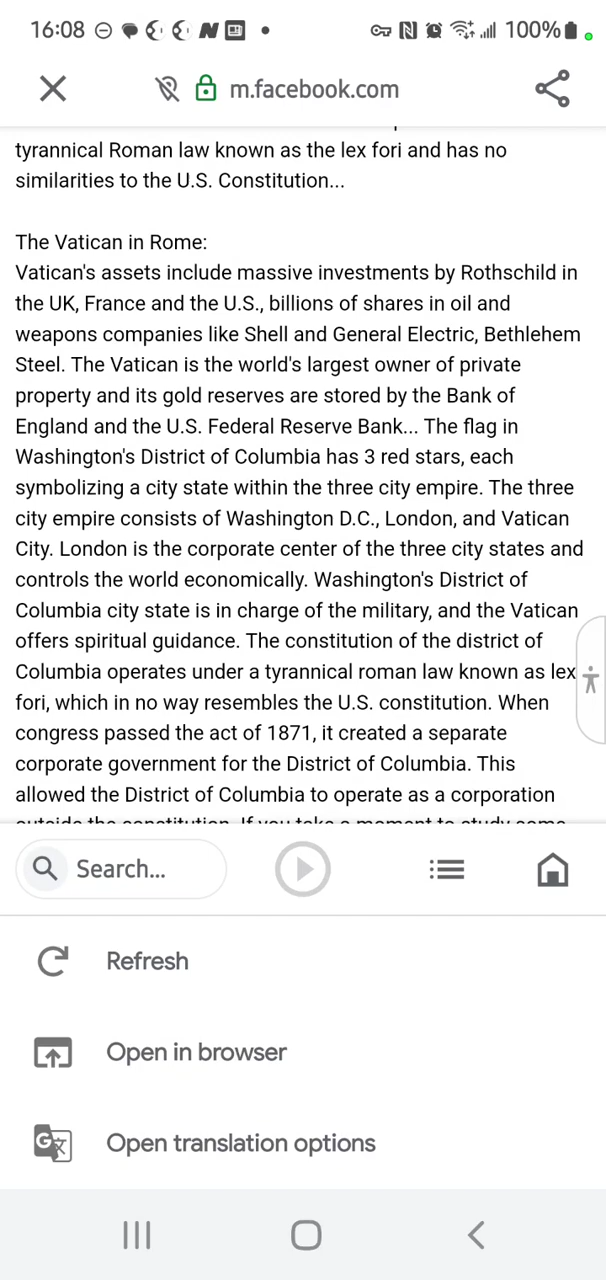 16:08
100%
m.facebook.com
tyrannical Roman law known as the lex fori and has no
similarities to the U.S. Constitution...
The Vatican in Rome:
Vatican's assets include massive investments by Rothschild in
the UK, France and the U.S., billions of shares in oil and
weapons companies like Shell and General Electric, Bethlehem
Steel. The Vatican is the world's largest owner of private
property and its gold reserves are stored by the Bank of
England and the U.S. Federal Reserve Bank... The flag in
Washington's District of Columbia has 3 red stars, each
symbolizing a city state within the three city empire. The three
city empire consists of Washington D.C., London, and Vatican
City. London is the corporate center of the three city states and
controls the world economically. Washington's District of
Columbia city state is in charge of the military, and the Vatican
offers spiritual guidance. The constitution of the district of
Columbia operates under a tyrannical roman law known as lex
fori, which in no way resembles the U.S. constitution. When
congress passed the act of 1871, it created a separate
corporate government for the District of Columbia. This
allowed the District of Columbia to operate as a corporation
outside the constitution. If you take a moment to study some
Search...
Refresh
Open in browser
Open translation options